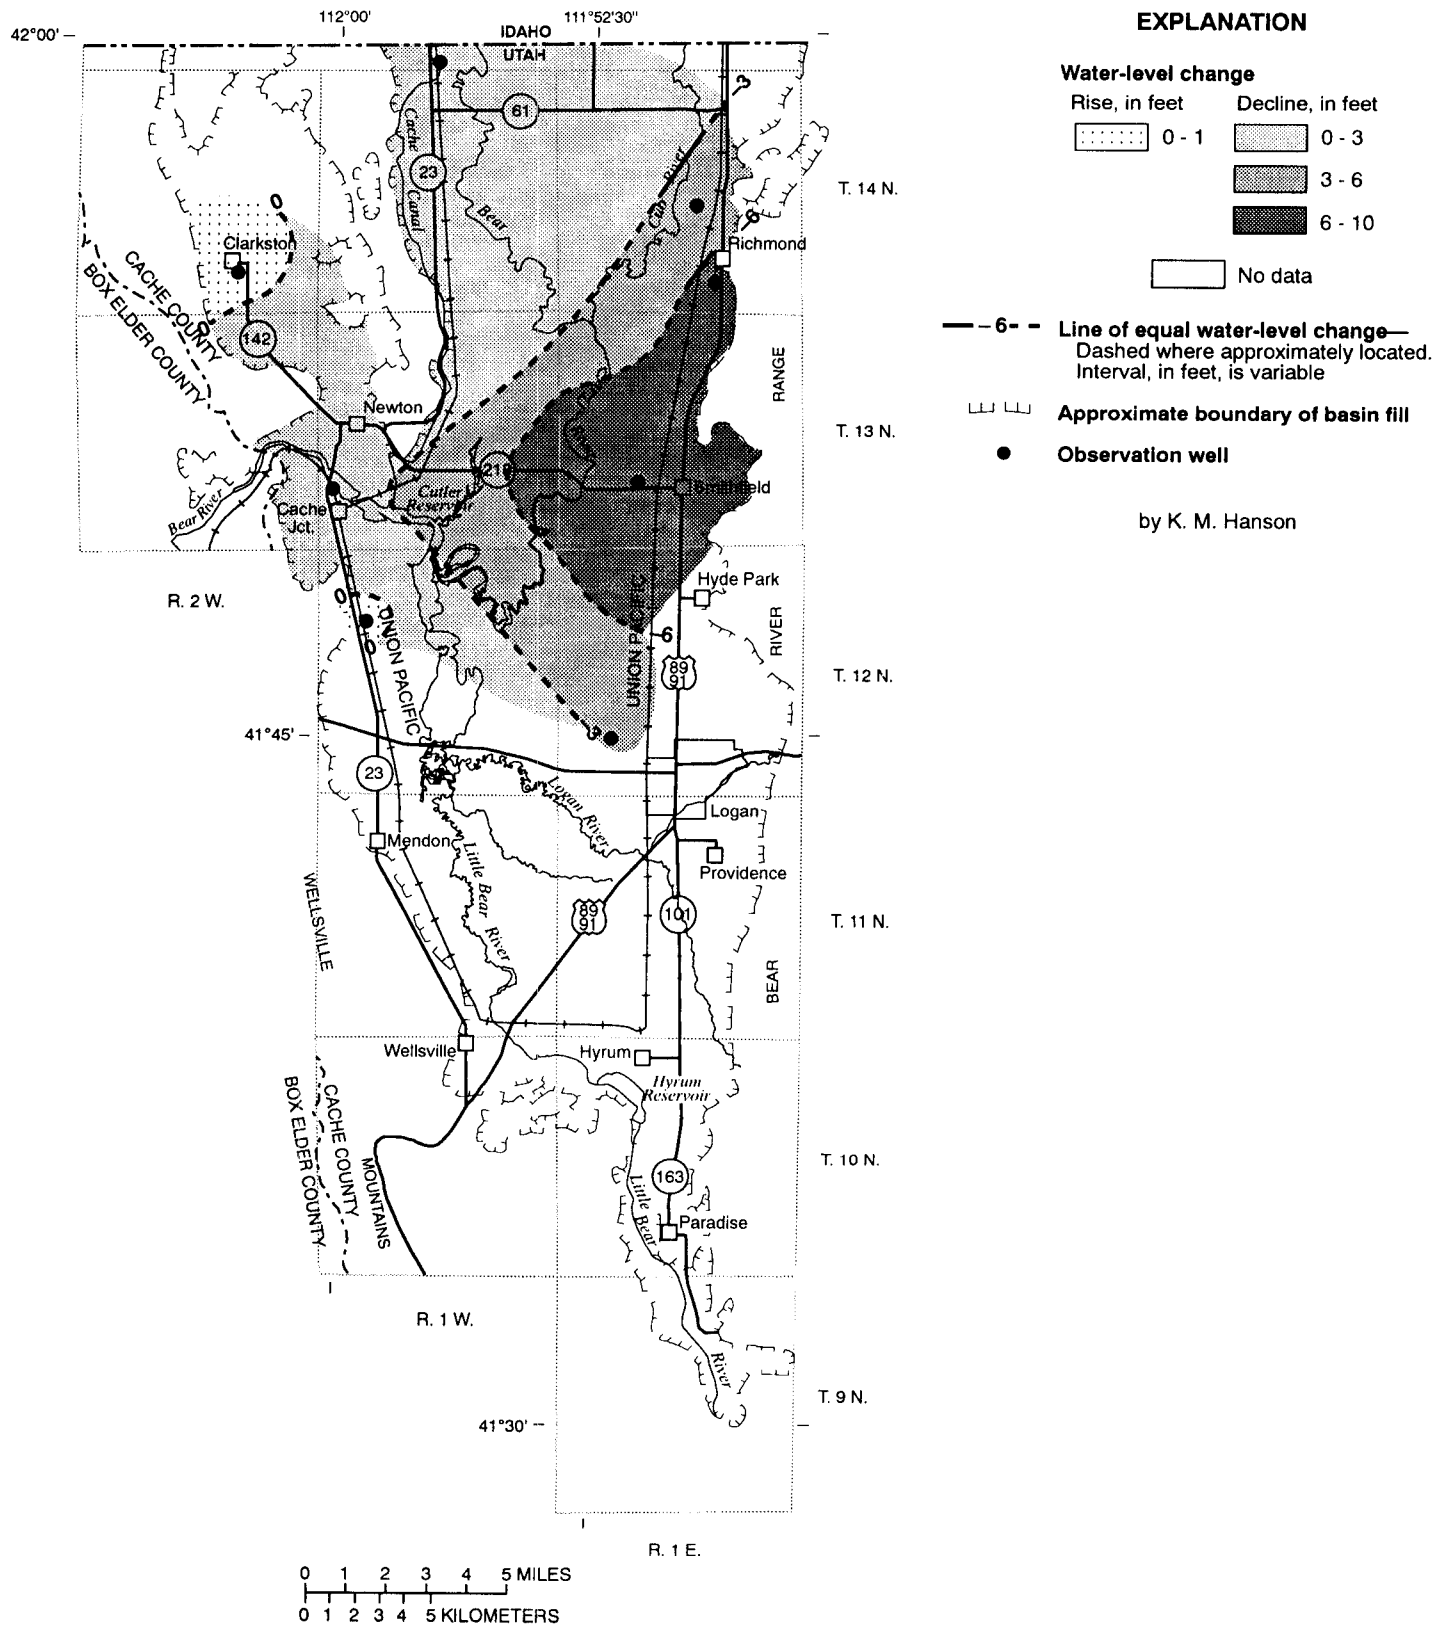 112°00'
111°52'30"
42°00'
IDAHO
UTAH
EXPLANATION
Water-level change
Rise, in feet
Decline, in feet
0 - 1
0 - 3
3 - 6
6 - 10
No data
–6- - -
Line of equal water-level change—
Dashed where approximately located.
Interval, in feet, is variable
Approximate boundary of basin fill
Observation well
by K. M. Hanson
-3
61
Cache
Canal
23
Bear
Cub River
T. 14 N.
0
-6
Clarkston
Richmond
CACHE COUNTY
BOX ELDER COUNTY
0
142
RANGE
Newton
River
T. 13 N.
218
Cutler
Reservoir
Smithfield
Bear River
Cache
Jct.
R. 2 W.
0
0
UNION PACIFIC
UNION PACIFIC
Hyde Park
-6
RIVER
89
91
T. 12 N.
41°45'
-3
23
Logan River
Logan
Mendon
Little Bear River
Providence
WELLSVILLE
89
91
101
T. 11 N.
BEAR
Wellsville
Hyrum
Hyrum
Reservoir
CACHE COUNTY
BOX ELDER COUNTY
MOUNTAINS
T. 10 N.
163
Little Bear
Paradise
R. 1 W.
River
T. 9 N.
41°30'
R. 1 E.
0 1 2 3 4 5 MILES
0 1 2 3 4 5 KILOMETERS